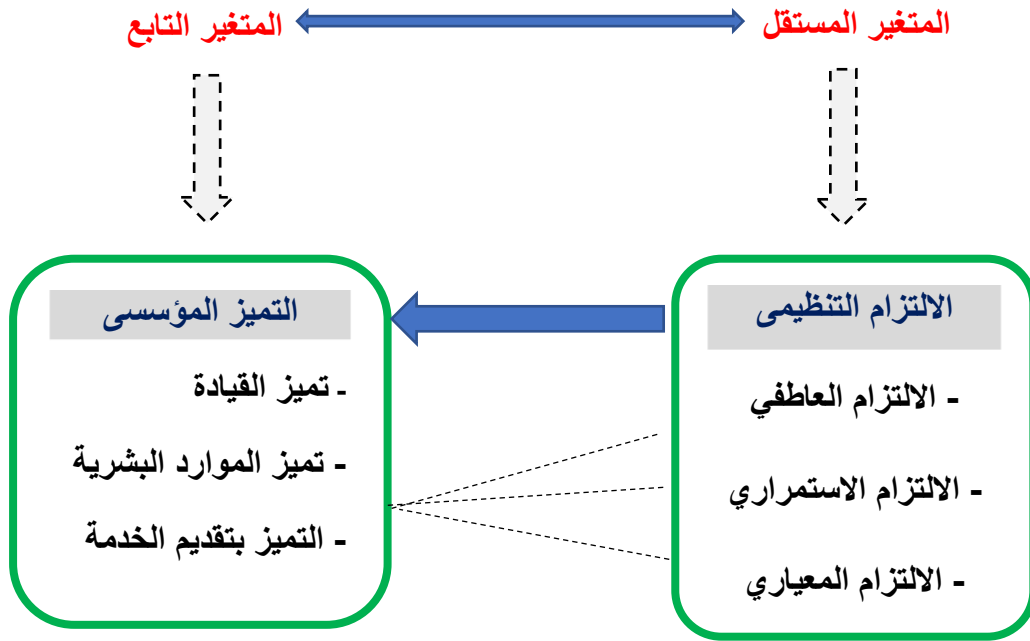 المتغير المستقل
المتغير التابع
الالتزام التنظيمى
- الالتزام العاطفي
- الالتزام الاستمراري
- الالتزام المعياري
التميز المؤسسى
- تميز القيادة
- تميز الموارد البشرية
- التميز بتقديم الخدمة